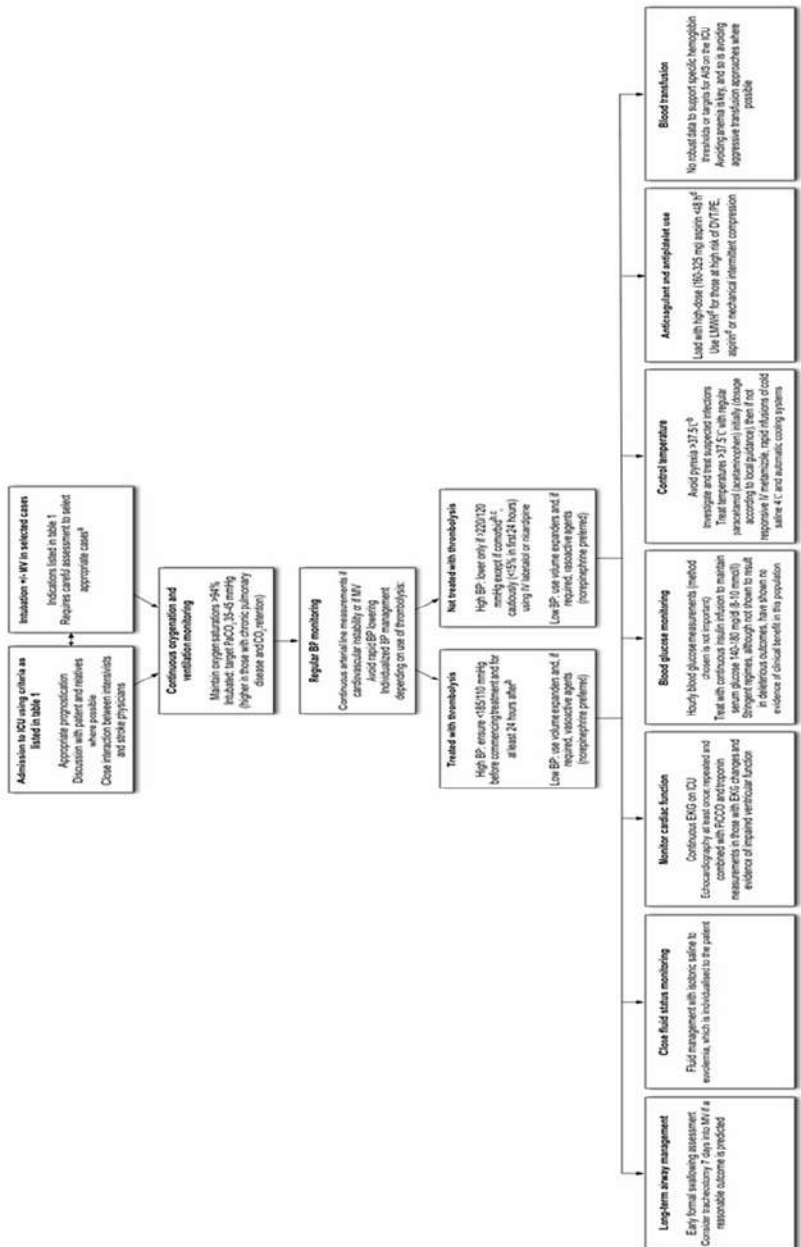 Admission to ICU using criteria as
listed in table 1
Appropriate prognostication
Discussion with patient and relatives
where possible
Close interaction between intensivists
and stroke physicians
Intubation +/- MV in selected cases
Indications listed in table 1
Requires careful assessment to select
appropriate casesª
Continuous oxygenation and
ventilation monitoring
Maintain oxygen saturations >94%
Intubated: target PaCO₂ 35-45 mmHg
(higher in those with chronic pulmonary
disease and CO₂ retention)
Regular BP monitoring
Continuous arterial line measurements if
cardiovascular instability or if MV
Avoid rapid BP lowering
Individualized BP management
depending on use of thrombolysis:
Treated with thrombolysis
High BP: ensure <185/110 mmHg
before commencing treatment and for
at least 24 hours afterᵇ
Low BP: use volume expanders and, if
required, vasoactive agents
(norepinephrine preferred)
Not treated with thrombolysis
High BP: lower only if >220/120
mmHg except if comorbidᵇ,ᶜ,
cautiously (<15% in first 24 hours)
using IV labetalol or nicardipine
Low BP: use volume expanders and, if
required, vasoactive agents
(norepinephrine preferred)
Long-term airway management
Early formal swallowing assessment
Consider tracheostomy 7 days into MV if a
reasonable outcome is predicted
Close fluid status monitoring
Fluid management with isotonic saline to
euvolemia, which is individualised to the patient
Monitor cardiac function
Continuous EKG on ICU
Echocardiography at least once; repeated and
combined with PiCCO and troponin
measurements in those with EKG changes and
evidence of impaired ventricular function
Blood glucose monitoring
Hourly blood glucose measurements (method
chosen is not important)
Treat with continuous insulin infusion to maintain
serum glucose 140-180 mg/dl (8-10 mmol/l)
Stringent regimes, although not shown to result
in deleterious outcomes, have shown no
evidence of clinical benefit in this population
Control temperature
Avoid pyrexia >37.5℃ᵇ
Investigate and treat suspected infections
Treat temperatures >37.5℃ with regular
paracetamol (acetaminophen) initially (dosage
according to local guidance), then if not
responsive IV metamizole, rapid infusions of cold
saline 4℃ and automatic cooling systems
Anticoagulant and antiplatelet use
Load with high-dose (160-325 mg) aspirin <48 hᵈ
Use LMWHᵈ for those at high risk of DVT/PE,
aspirinᵈ or mechanical intermittent compression
Blood transfusion
No robust data to support specific hemoglobin
thresholds or targets for AIS on the ICU
Avoiding anemia is key, and so is avoiding
aggressive transfusion approaches where
possible